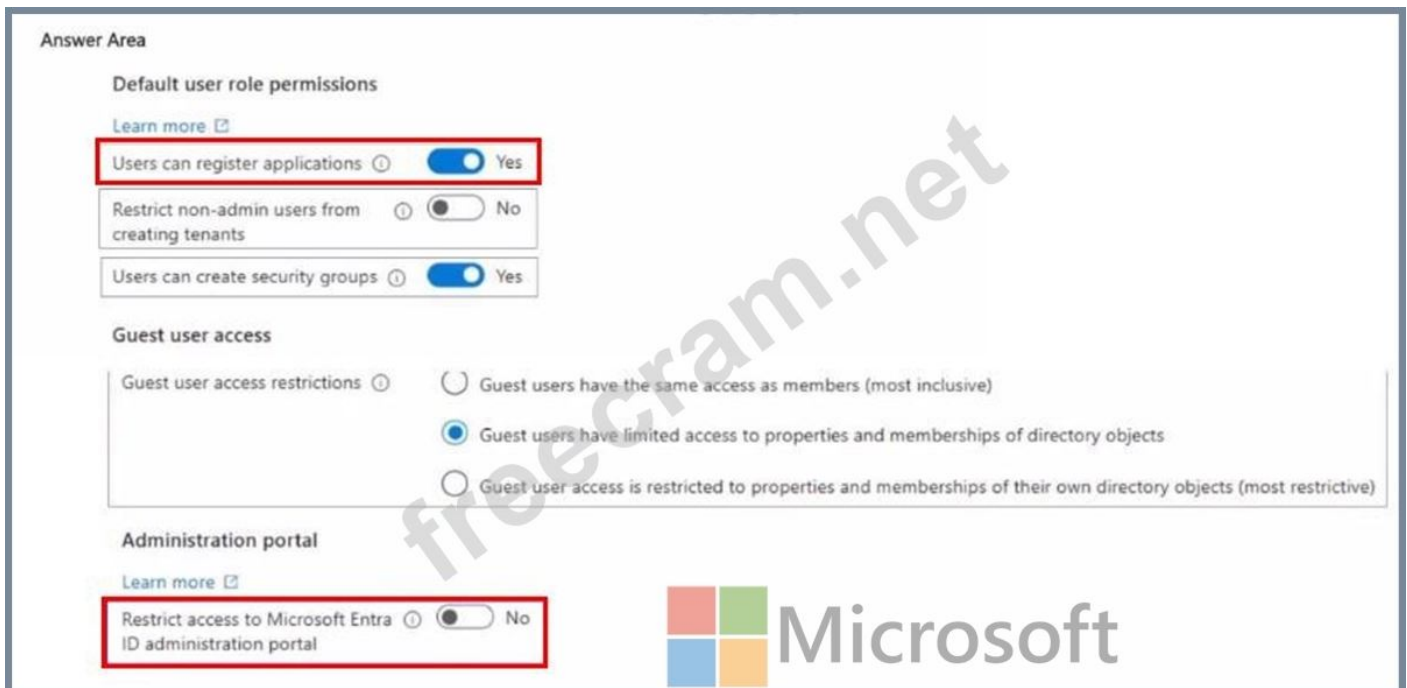 Answer Area
Default user role permissions
Learn more
Users can register applications Yes
Restrict non-admin users from No
creating tenants
Users can create security groups Yes
Guest user access
Guest user access restrictions Guest users have the same access as members (most inclusive)
Guest users have limited access to properties and memberships of directory objects
Guest user access is restricted to properties and memberships of their own directory objects (most restrictive)
Administration portal
Learn more
Restrict access to Microsoft Entra No
ID administration portal
Microsoft
freecram.net